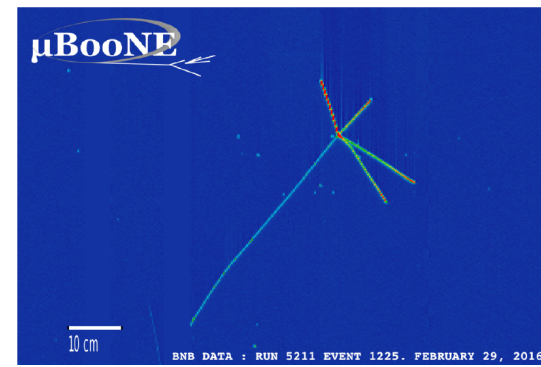 μBooNE
10 cm
BNB DATA : RUN 5211 EVENT 1225. FEBRUARY 29, 2016